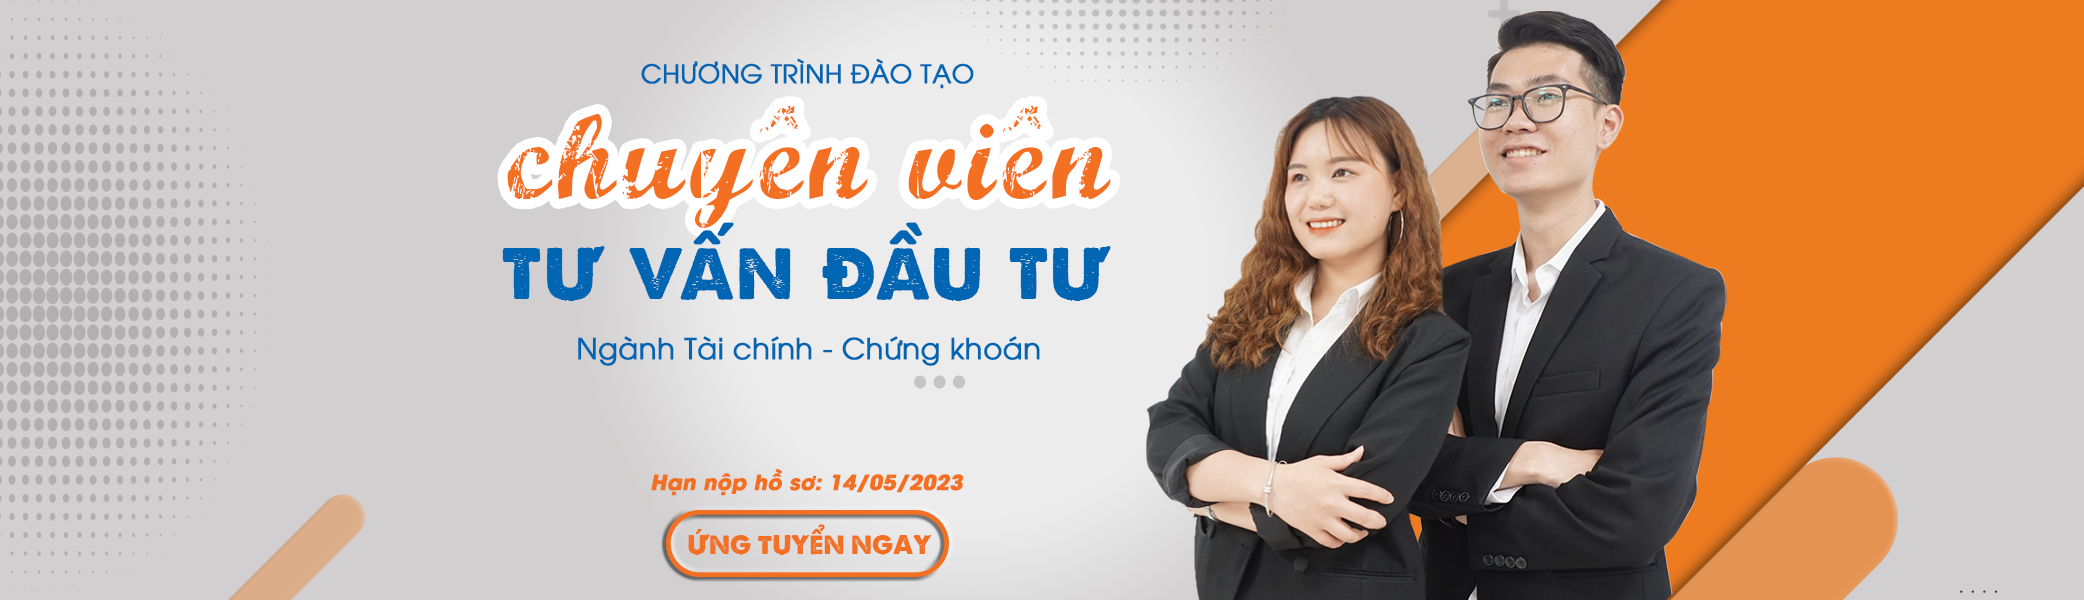 CHƯƠNG TRÌNH ĐÀO TẠO
chuyên viên
TƯ VẤN ĐẦU TƯ
Ngành Tài chính - Chứng khoán
Hạn nộp hồ sơ: 14/05/2023
ỨNG TUYỂN NGAY